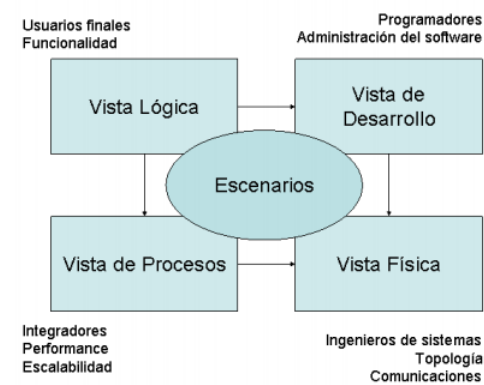 Usuarios finales
Funcionalidad
Programadores
Administración del software
Vista Lógica
Vista de
Desarrollo
Escenarios
Vista de Procesos
Vista Física
Integradores
Performance
Escalabilidad
Ingenieros de sistemas
Topología
Comunicaciones